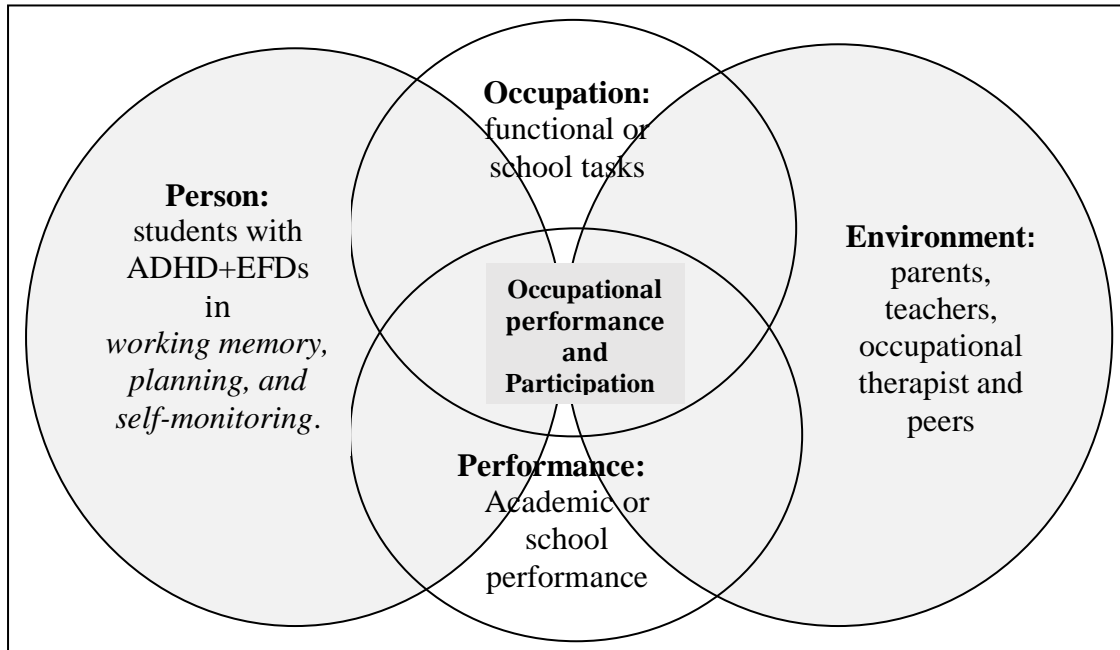 Occupation:
functional or
school tasks
Person:
students with
ADHD+EFDs
in
working memory,
planning, and
self-monitoring.
Environment:
parents,
teachers,
occupational
therapist and
peers
Occupational
performance
and
Participation
Performance:
Academic or
school
performance